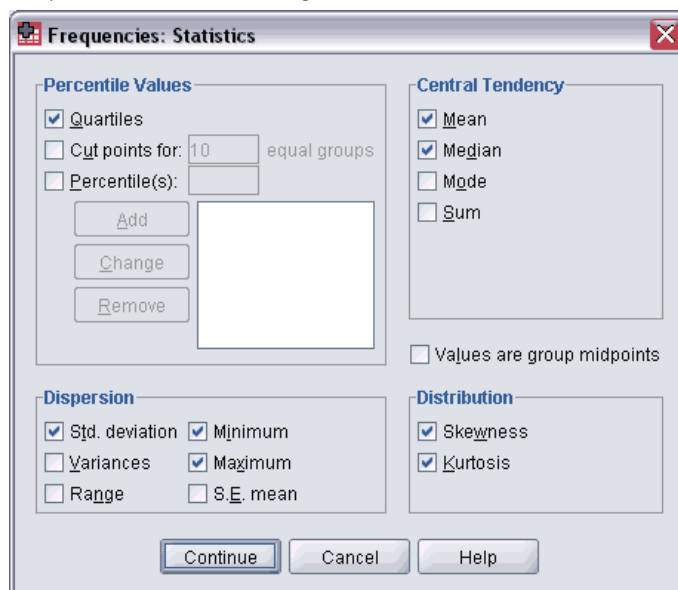 Frequencies: Statistics
Percentile Values
Quartiles
Cut points for: 10 equal groups
Percentile(s):
Add
Change
Remove
Central Tendency
Mean
Median
Mode
Sum
Values are group midpoints
Dispersion
Std. deviation Minimum
Variances Maximum
Range S.E. mean
Distribution
Skewness
Kurtosis
Continue Cancel Help